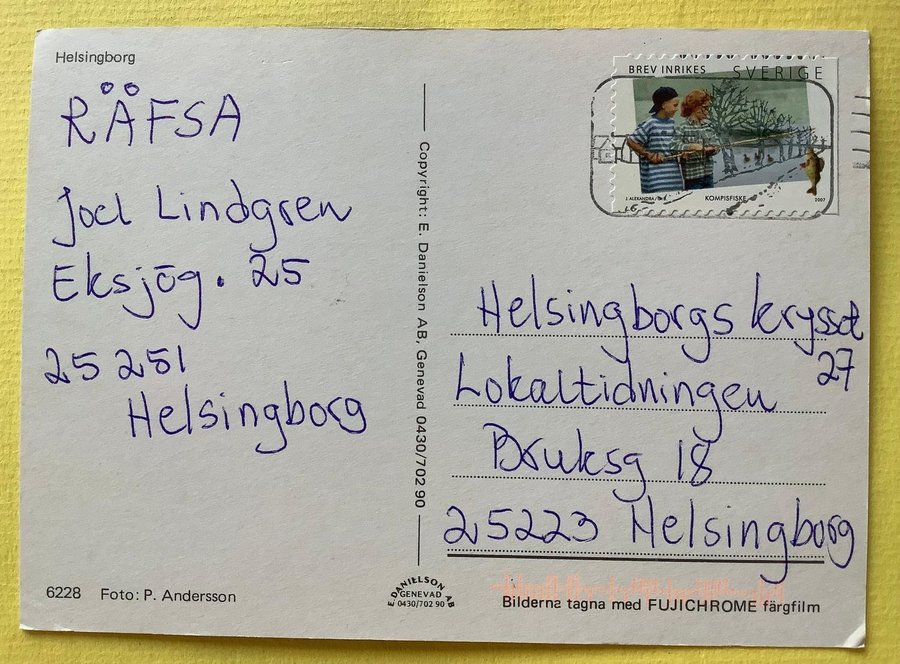 Helsingborg
RÄFSA
Joel Lindgren
Eksjög. 25
25 251
Helsingborg
6228 Foto: P. Andersson
Copyright: E. Danielson AB, Genevad 0430/702 90
E DANIELSON AB
GENEVAD
0430/702 90
BREV INRIKES SVERIGE
KOMPISFISKE
2007
Helsingborgs krysset
27
Lokaltidningen
Bruksg 18
25223 Helsingborg
Bilderna tagna med FUJICHROME färgfilm